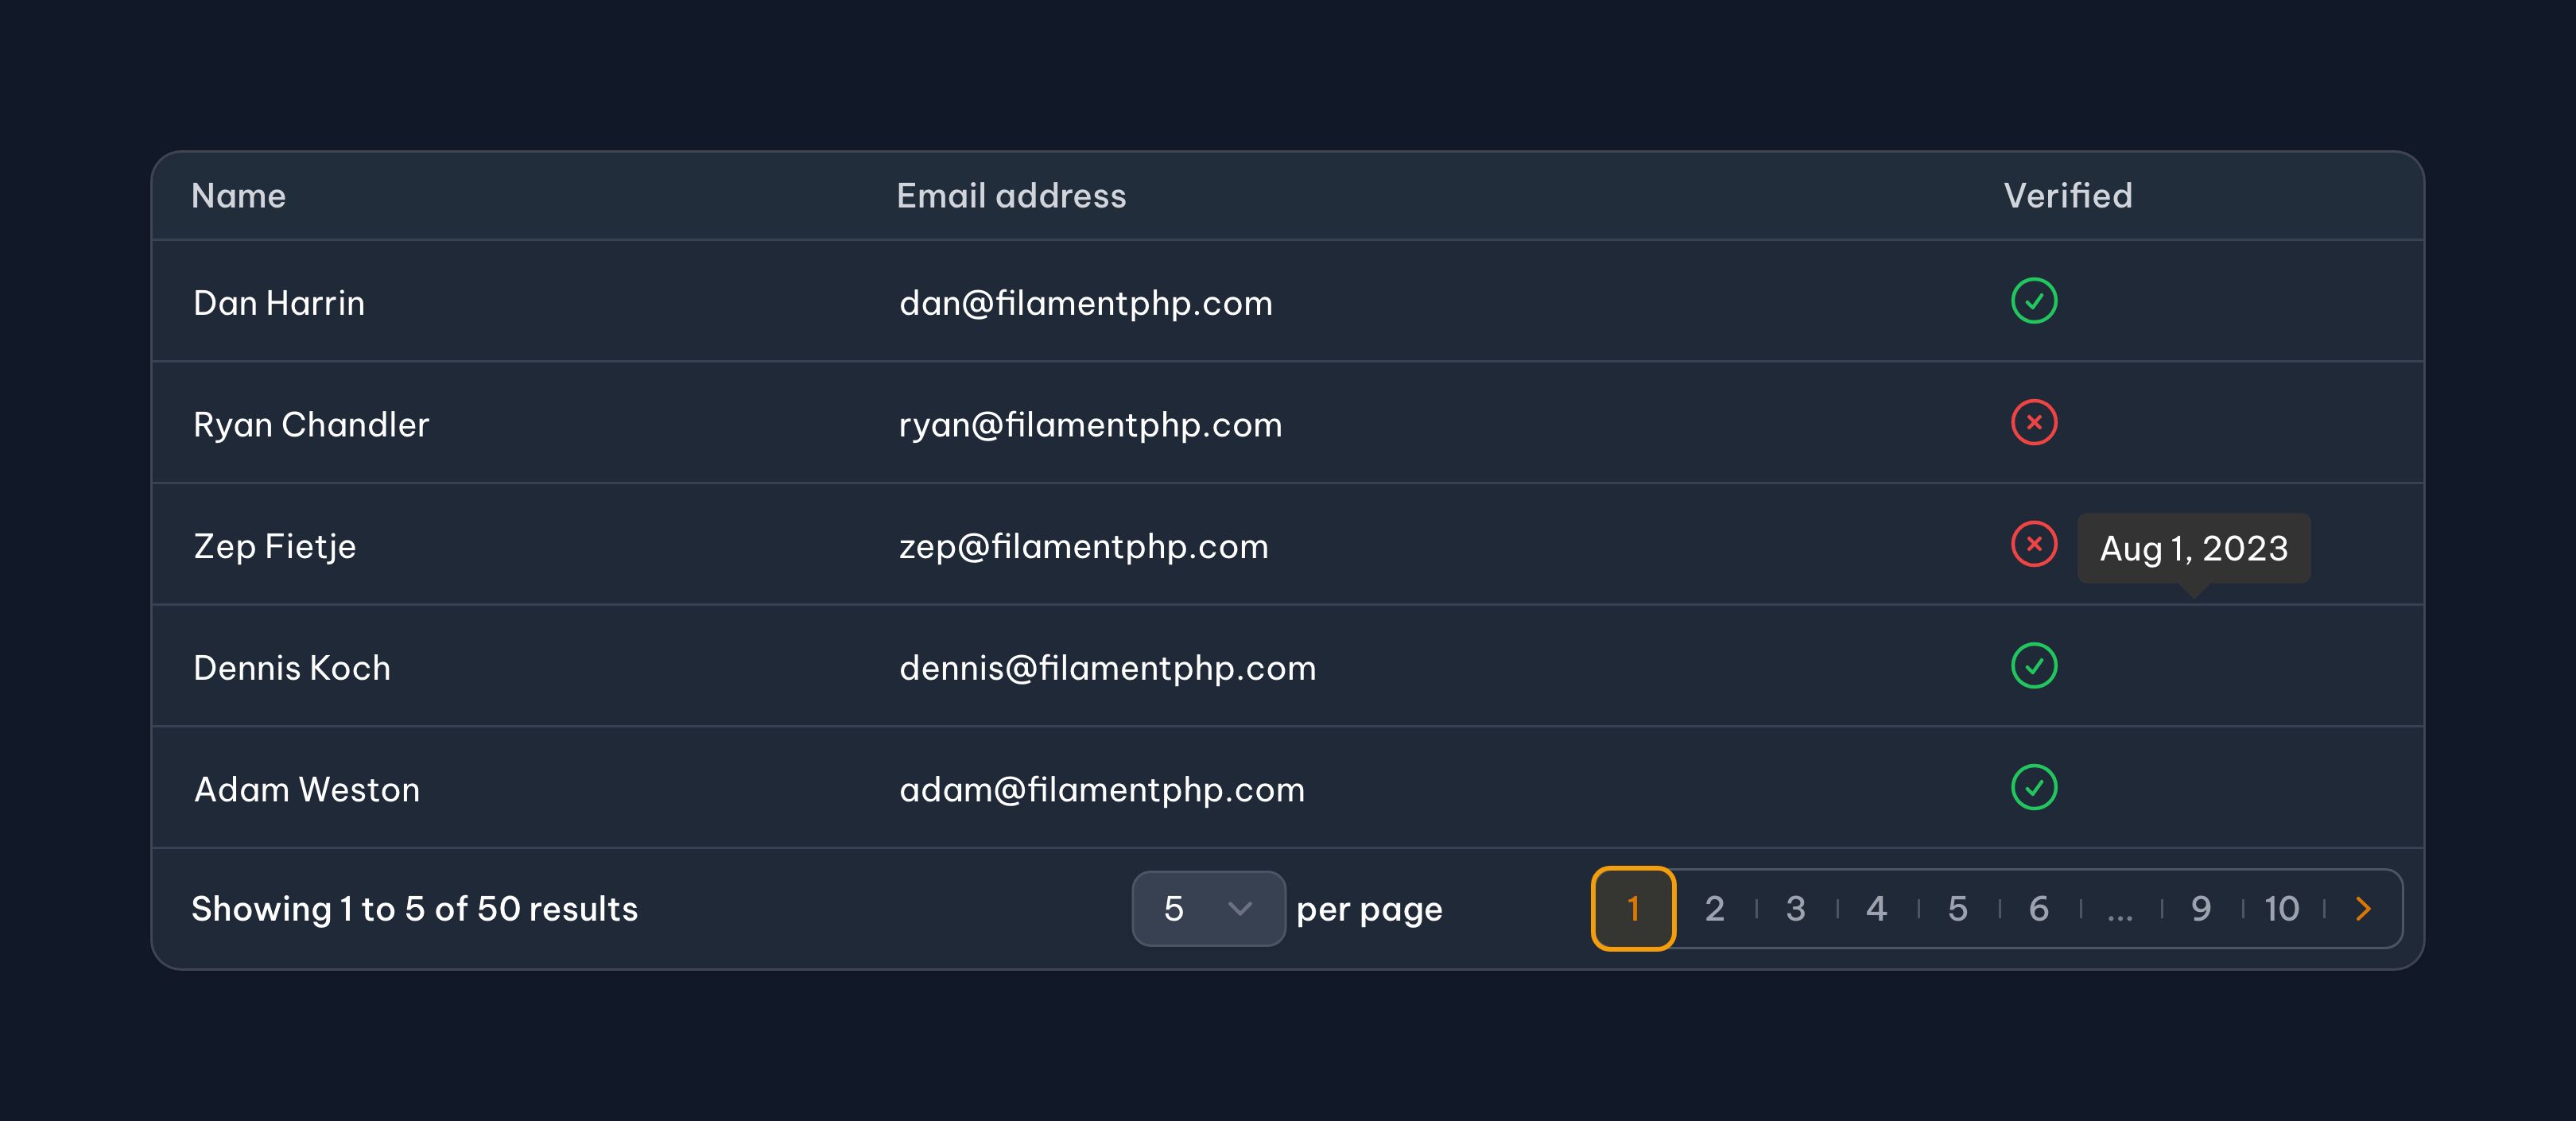 Name Email address Verified
Dan Harrin dan@filamentphp.com
Ryan Chandler ryan@filamentphp.com
Zep Fietje zep@filamentphp.com Aug 1, 2023
Dennis Koch dennis@filamentphp.com
Adam Weston adam@filamentphp.com
Showing 1 to 5 of 50 results 5 per page 1 2 3 4 5 6 ... 9 10